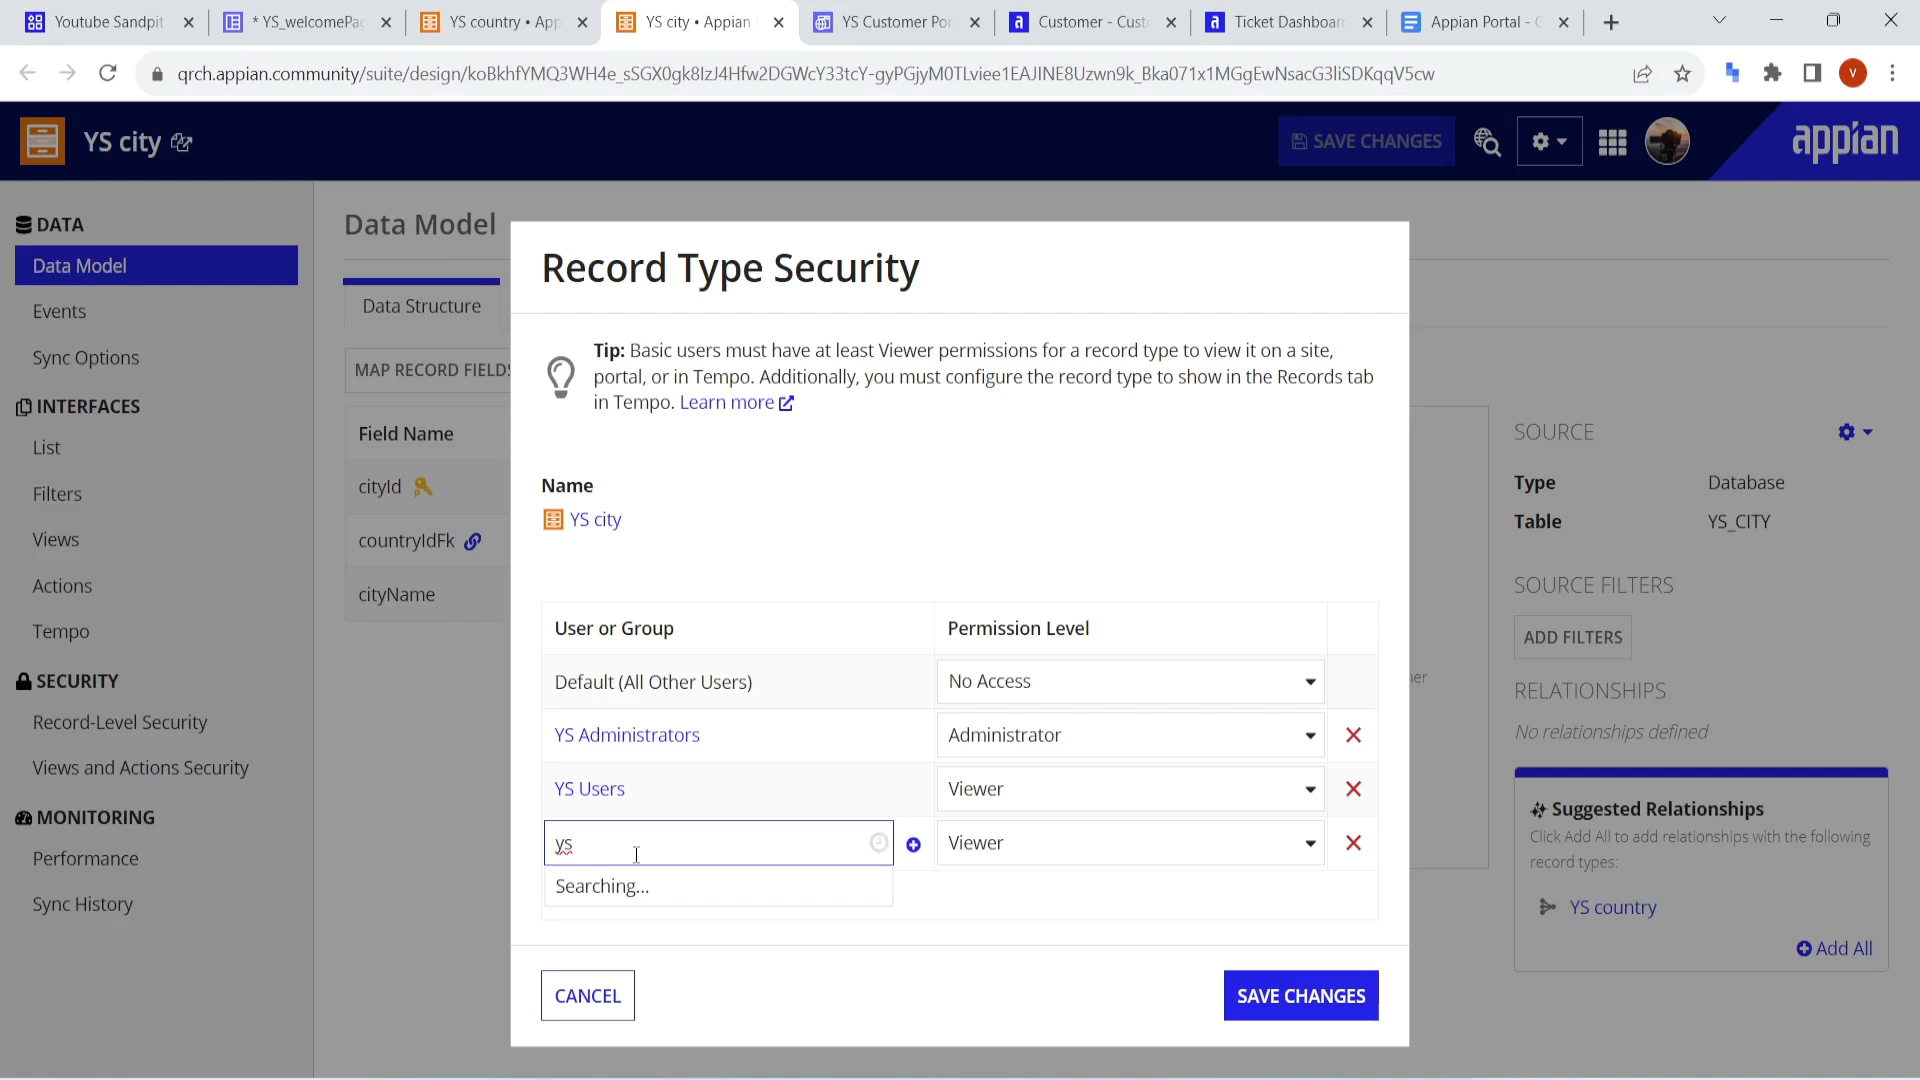 Youtube Sandpit
* YS_welcomePag
YS country • App
YS city • Appian
YS Customer Por
Customer - Custo
Ticket Dashboard
Appian Portal - G
qrch.appian.community/suite/design/koBkhfYMQ3WH4e_sSGX0gk8IzJ4Hfw2DGWcY33tcY-gyPGjyM0TLviee1EAJINE8Uzwn9k_Bka071x1MGgEwNsacG3liSDKqqV5cw
V
YS city
SAVE CHANGES
appian
DATA
Data Model
Events
Sync Options
INTERFACES
List
Filters
Views
Actions
Tempo
SECURITY
Record-Level Security
Views and Actions Security
MONITORING
Performance
Sync History
Data Model
Data Structure
MAP RECORD FIELDS
Field Name
cityId
countryIdFk
cityName
Record Type Security
Tip: Basic users must have at least Viewer permissions for a record type to view it on a site,
portal, or in Tempo. Additionally, you must configure the record type to show in the Records tab
in Tempo. Learn more
Name
YS city
User or Group
Permission Level
Default (All Other Users)
No Access
YS Administrators
Administrator
YS Users
Viewer
ys
Viewer
Searching...
CANCEL
SAVE CHANGES
SOURCE
Type
Database
Table
YS_CITY
SOURCE FILTERS
ADD FILTERS
RELATIONSHIPS
No relationships defined
Suggested Relationships
Click Add All to add relationships with the following
record types:
YS country
Add All